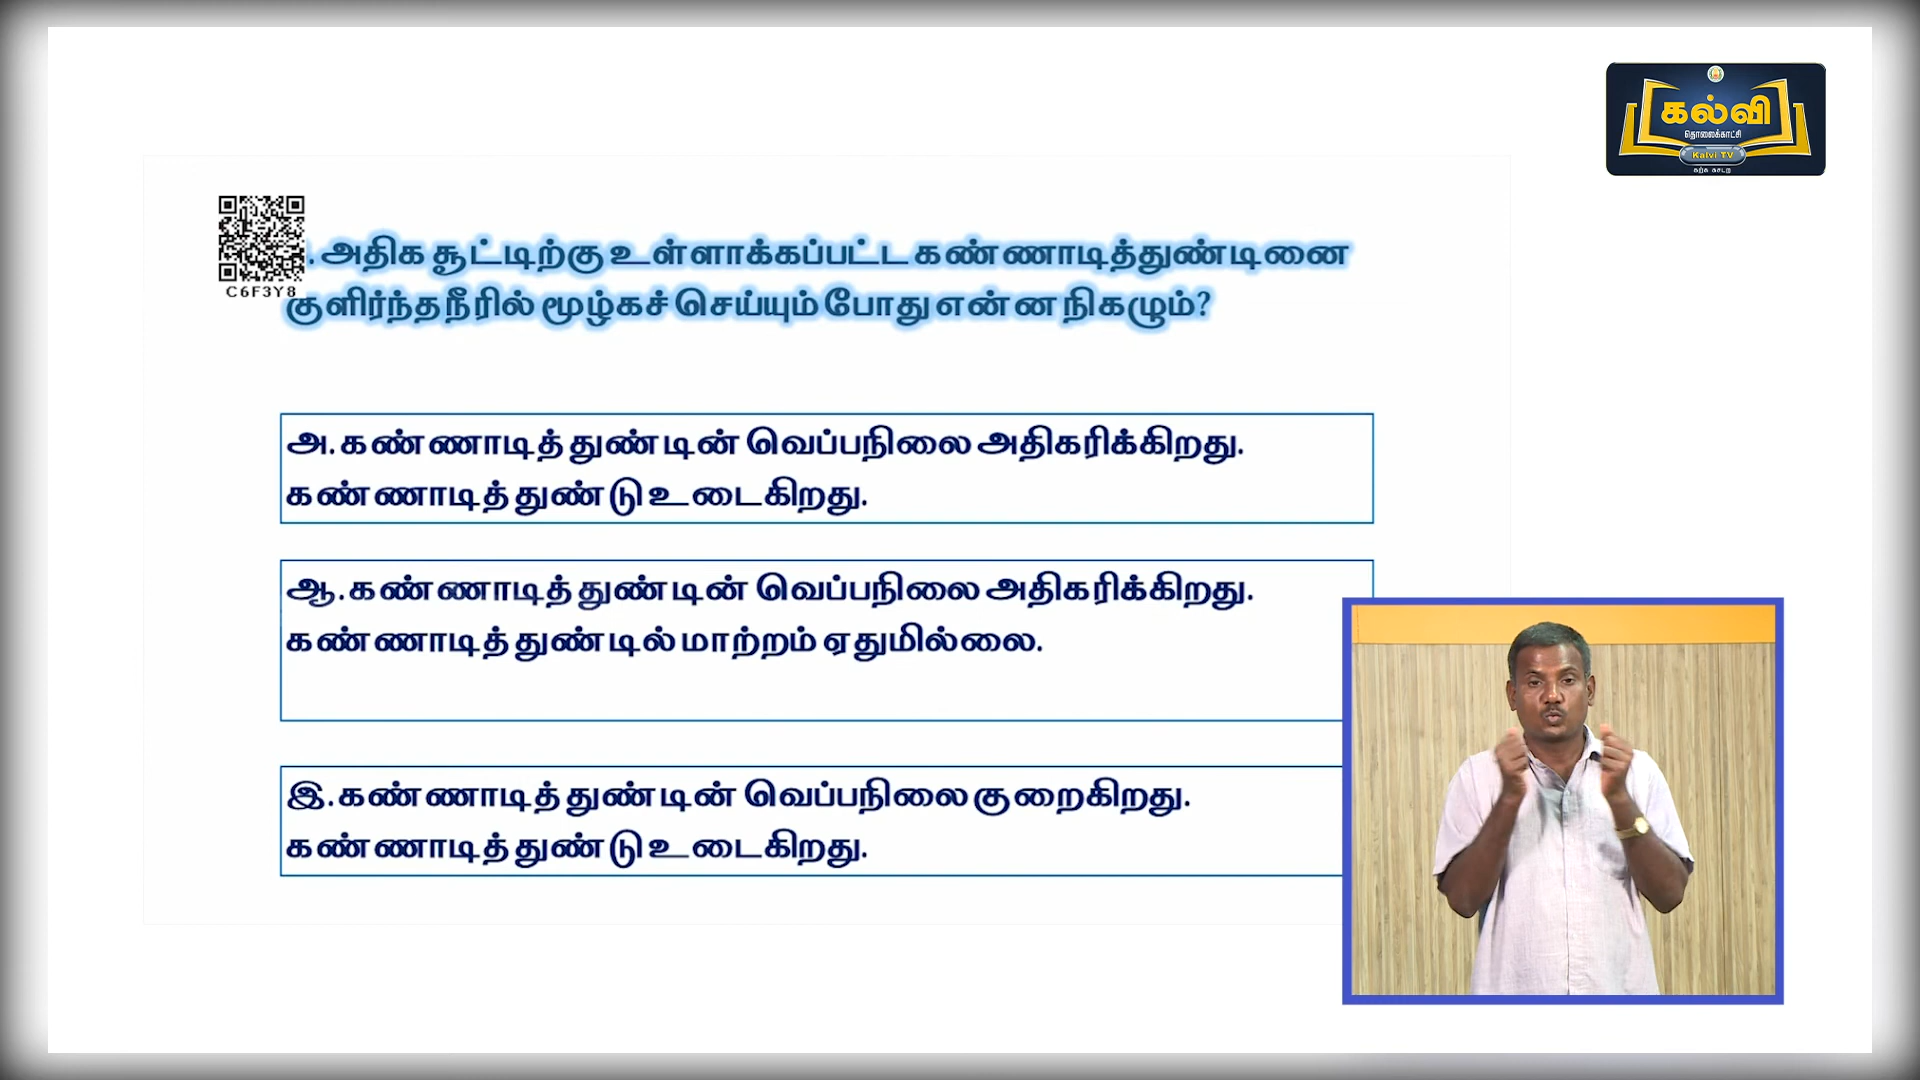 கல்வி
தொலைக்காட்சி
Kalvi TV
C6F3Y8
. அதிக சூட்டிற்கு உள்ளாக்கப்பட்ட கண்ணாடித்துண்டினை
குளிர்ந்த நீரில் மூழ்கச் செய்யும் போது என்ன நிகழும்?
அ. கண்ணாடித் துண்டின் வெப்பநிலை அதிகரிக்கிறது.
கண்ணாடித் துண்டு உடைகிறது.
ஆ. கண்ணாடித் துண்டின் வெப்பநிலை அதிகரிக்கிறது.
கண்ணாடித் துண்டில் மாற்றம் ஏதுமில்லை.
இ. கண்ணாடித் துண்டின் வெப்பநிலை குறைகிறது.
கண்ணாடித் துண்டு உடைகிறது.